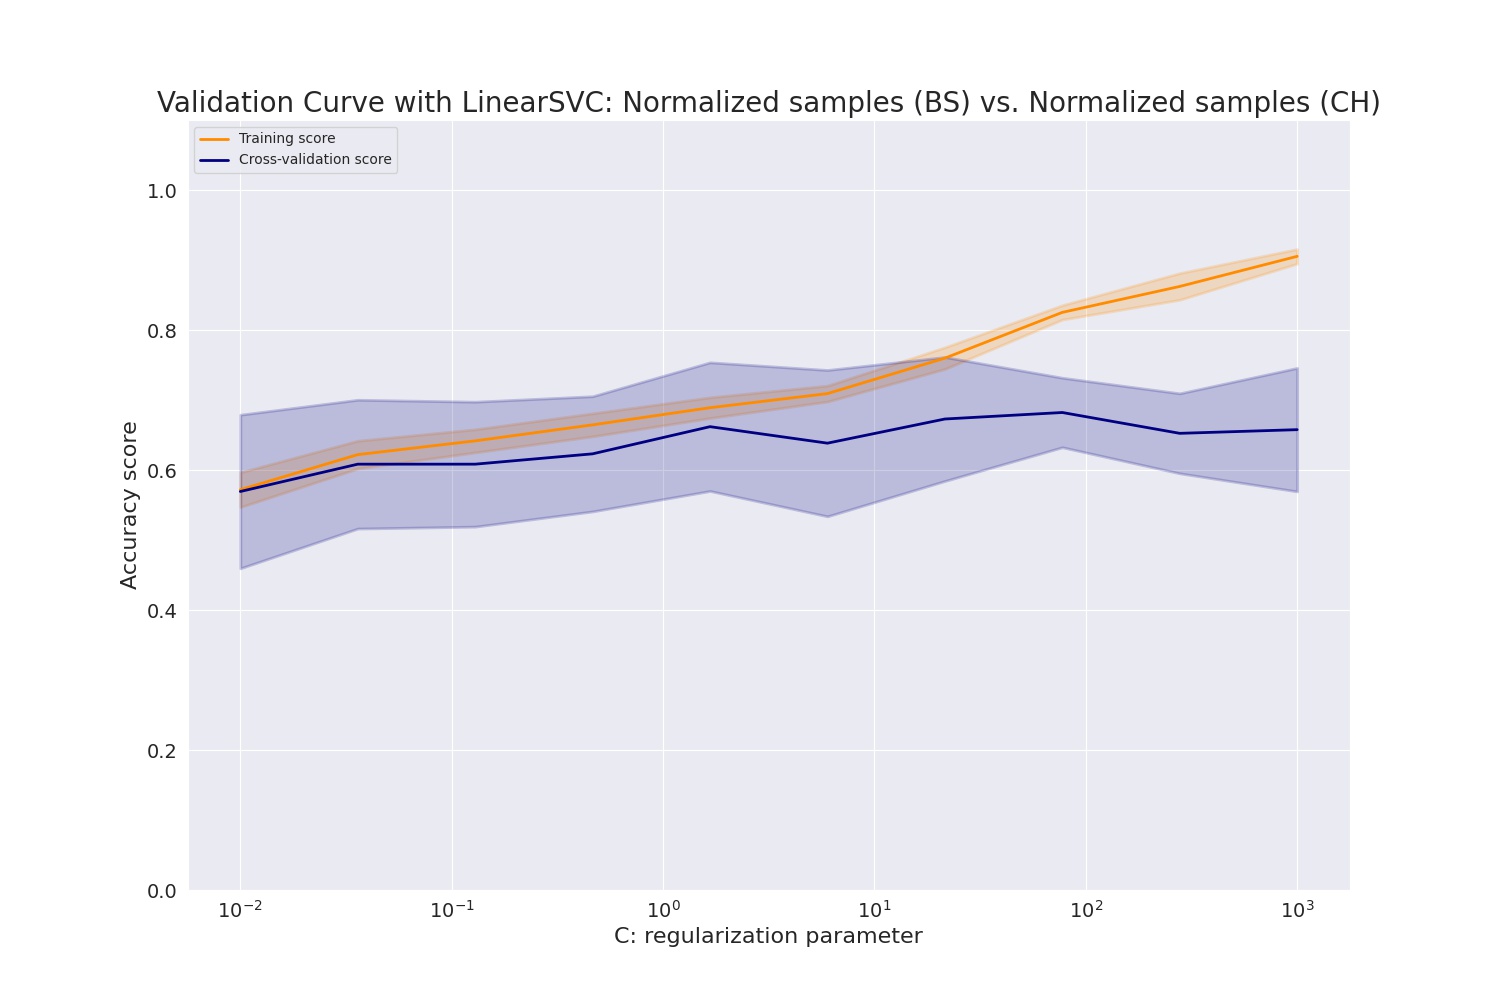 Validation Curve with LinearSVC: Normalized samples (BS) vs. Normalized samples (CH)
Training score
Cross-validation score
1.0
0.8
0.6
0.4
0.2
0.0
Accuracy score
10⁻² 10⁻¹ 10⁰ 10¹ 10² 10³
C: regularization parameter